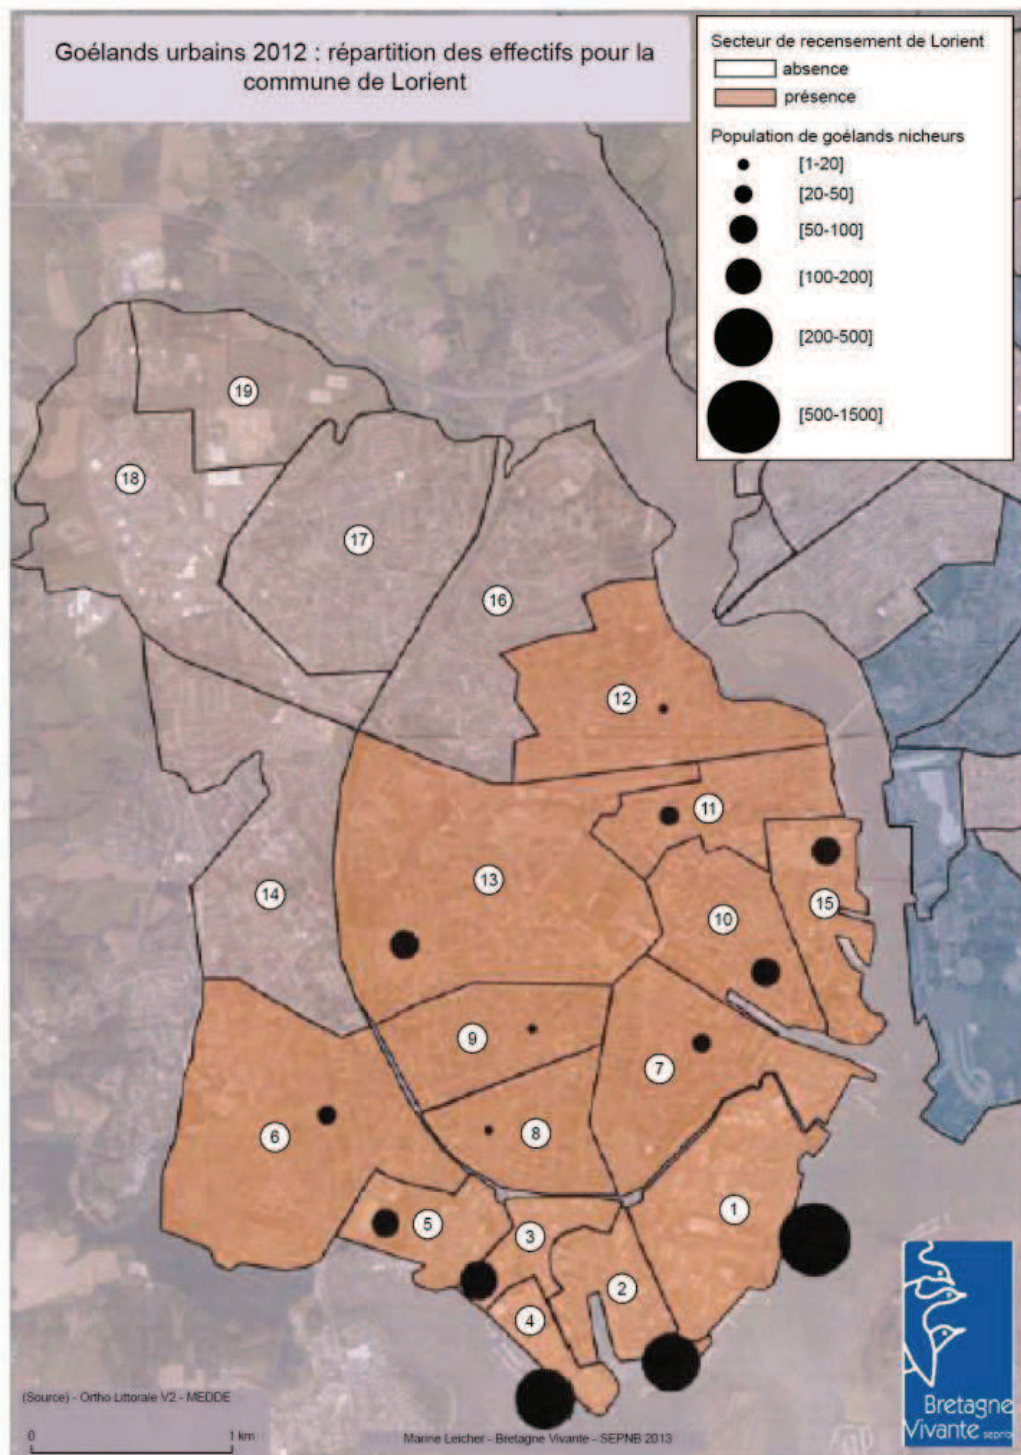 Goélands urbains 2012 : répartition des effectifs pour la
commune de Lorient
Secteur de recensement de Lorient
absence
présence
Population de goélands nicheurs
[1-20]
[20-50]
[50-100]
[100-200]
[200-500]
[500-1500]
19
18
17
16
12
11
13
14
15
10
9
7
8
6
1
5
3
2
4
(Source) - Ortho Littorale V2 - MEDDE
0
1 km
Marine Leicher - Bretagne Vivante - SEPNB 2013
Bretagne
Vivante sepnb